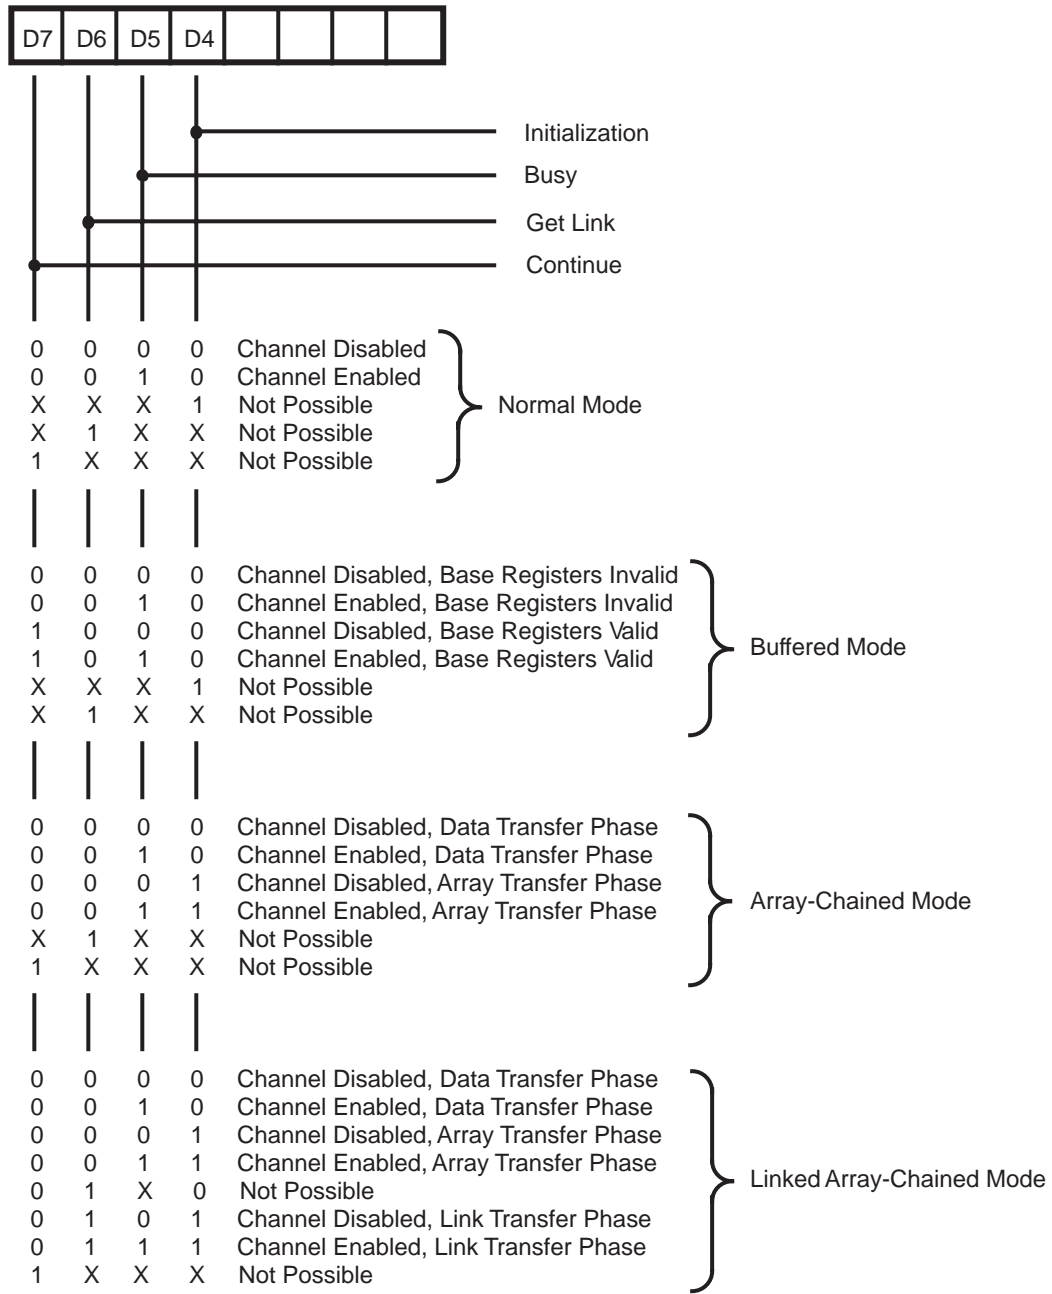 D7 D6 D5 D4
Initialization
Busy
Get Link
Continue
0 0 0 0 Channel Disabled
0 0 1 0 Channel Enabled
X X X 1 Not Possible
Normal Mode
X 1 X X Not Possible
1 X X X Not Possible
0 0 0 0 Channel Disabled, Base Registers Invalid
0 0 1 0 Channel Enabled, Base Registers Invalid
1 0 0 0 Channel Disabled, Base Registers Valid
1 0 1 0 Channel Enabled, Base Registers Valid
Buffered Mode
X X X 1 Not Possible
X 1 X X Not Possible
0 0 0 0 Channel Disabled, Data Transfer Phase
0 0 1 0 Channel Enabled, Data Transfer Phase
0 0 0 1 Channel Disabled, Array Transfer Phase
0 0 1 1 Channel Enabled, Array Transfer Phase
Array-Chained Mode
X 1 X X Not Possible
1 X X X Not Possible
0 0 0 0 Channel Disabled, Data Transfer Phase
0 0 1 0 Channel Enabled, Data Transfer Phase
0 0 0 1 Channel Disabled, Array Transfer Phase
0 0 1 1 Channel Enabled, Array Transfer Phase
Linked Array-Chained Mode
0 1 X 0 Not Possible
0 1 0 1 Channel Disabled, Link Transfer Phase
0 1 1 1 Channel Enabled, Link Transfer Phase
1 X X X Not Possible